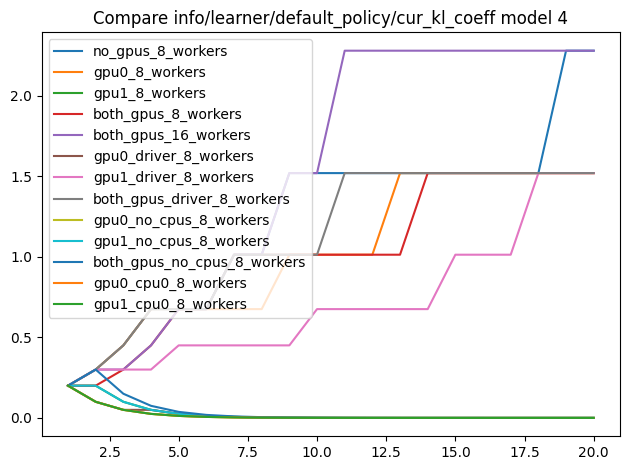 Compare info/learner/default_policy/cur_kl_coeff model 4
no_gpus_8_workers
gpu0_8_workers
gpu1_8_workers
both_gpus_8_workers
both_gpus_16_workers
gpu0_driver_8_workers
gpu1_driver_8_workers
both_gpus_driver_8_workers
gpu0_no_cpus_8_workers
gpu1_no_cpus_8_workers
both_gpus_no_cpus_8_workers
gpu0_cpu0_8_workers
gpu1_cpu0_8_workers
2.0
1.5
1.0
0.5
0.0
2.5 5.0 7.5 10.0 12.5 15.0 17.5 20.0